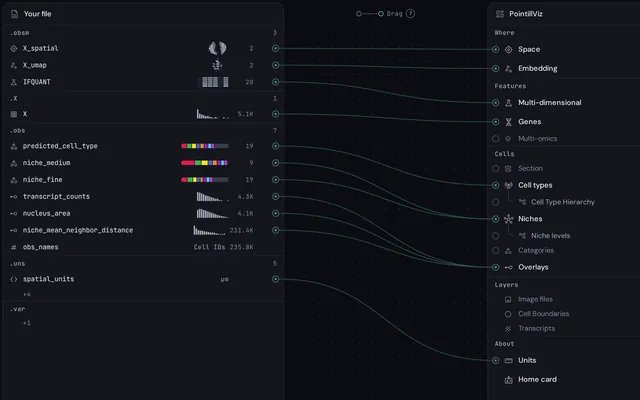 Your file
.obsm 3
X_spatial 2
X_umap 2
IFQUANT 28
.X 1
X 5.1K
.obs 7
predicted_cell_type 19
niche_medium 9
niche_fine 19
transcript_counts 4.3K
nucleus_area 4.1K
niche_mean_neighbor_distance 231.4K
# obs_names Cell IDs 235.8K
.uns 5
<> spatial_units µm
+4
.var
+1
Drag ?
PointillViz
Where
Space
Embedding
Features
Multi-dimensional
Genes
Multi-omics
Cells
Section
Cell types
Cell Type Hierarchy
Niches
Niche levels
Categories
Overlays
Layers
Image files
Cell Boundaries
Transcripts
About
Units
Home card